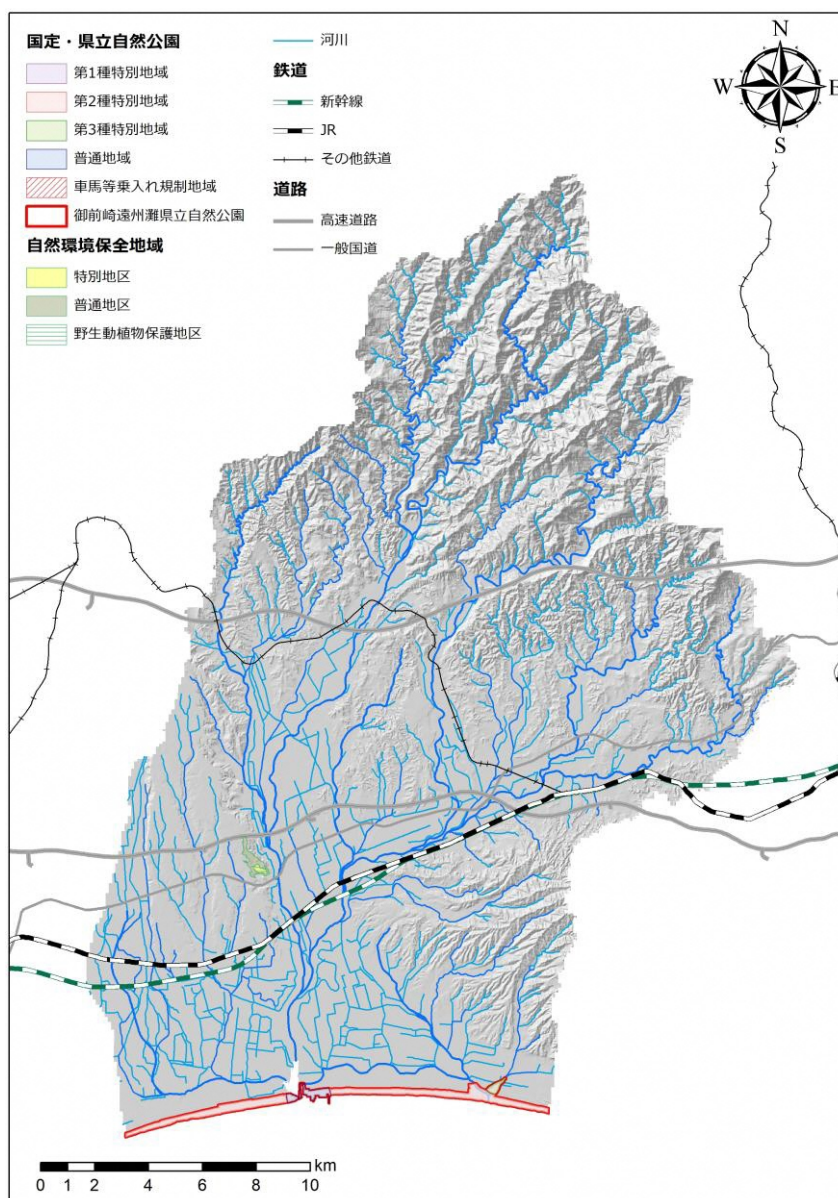 国定・県立自然公園
第1種特別地域
第2種特別地域
第3種特別地域
普通地域
車馬等乗入れ規制地域
御前崎遠州灘県立自然公園
自然環境保全地域
特別地区
普通地区
野生動植物保護地区
河川
鉄道
新幹線
JR
その他鉄道
道路
高速道路
一般国道
N
W
E
S
km
0 1 2 4 6 8 10